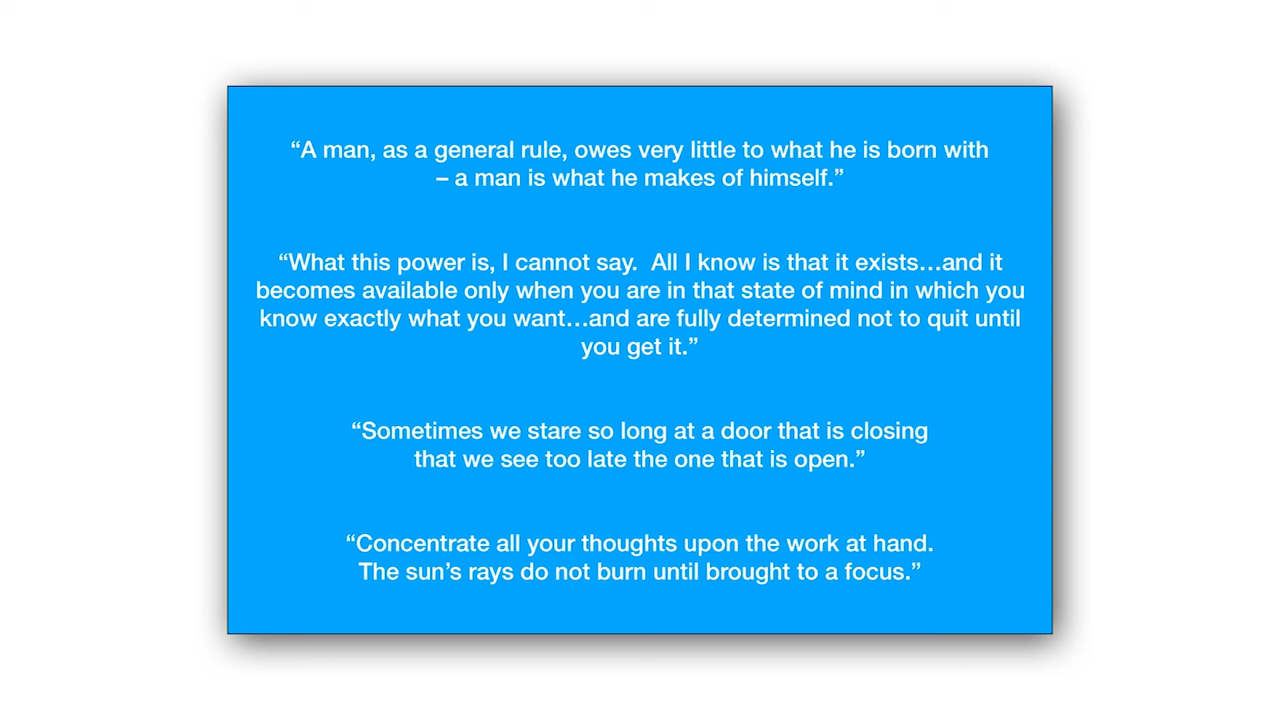 “A man, as a general rule, owes very little to what he is born with
– a man is what he makes of himself.”
“What this power is, I cannot say.  All I know is that it exists…and it
becomes available only when you are in that state of mind in which you
know exactly what you want…and are fully determined not to quit until
you get it.”
“Sometimes we stare so long at a door that is closing
that we see too late the one that is open.”
“Concentrate all your thoughts upon the work at hand.
The sun’s rays do not burn until brought to a focus.”